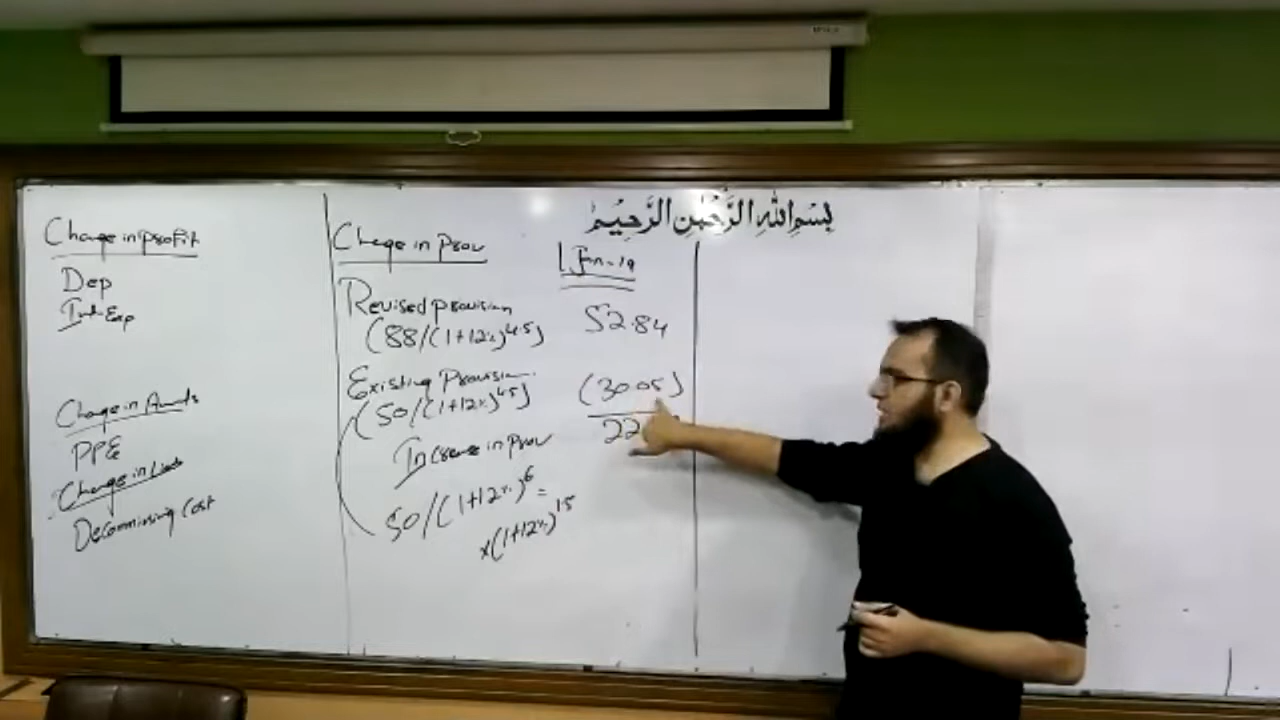 بِسْمِ اللهِ الرَّحْمٰنِ الرَّحِيْمِ
Change in Profit
Dep
Int Exp
Change in Assets
PPE
Change in Liab
Decommissing Cost
Change in Prov
1 Jan-19
Revised provision
(88/(1+12%)^4.5) 52.84
Existing Provision
(50/(1+12%)^4.5) (30.05)
Increase in prov 22
50/(1+12%)^6 =
x(1+12%)^1.5